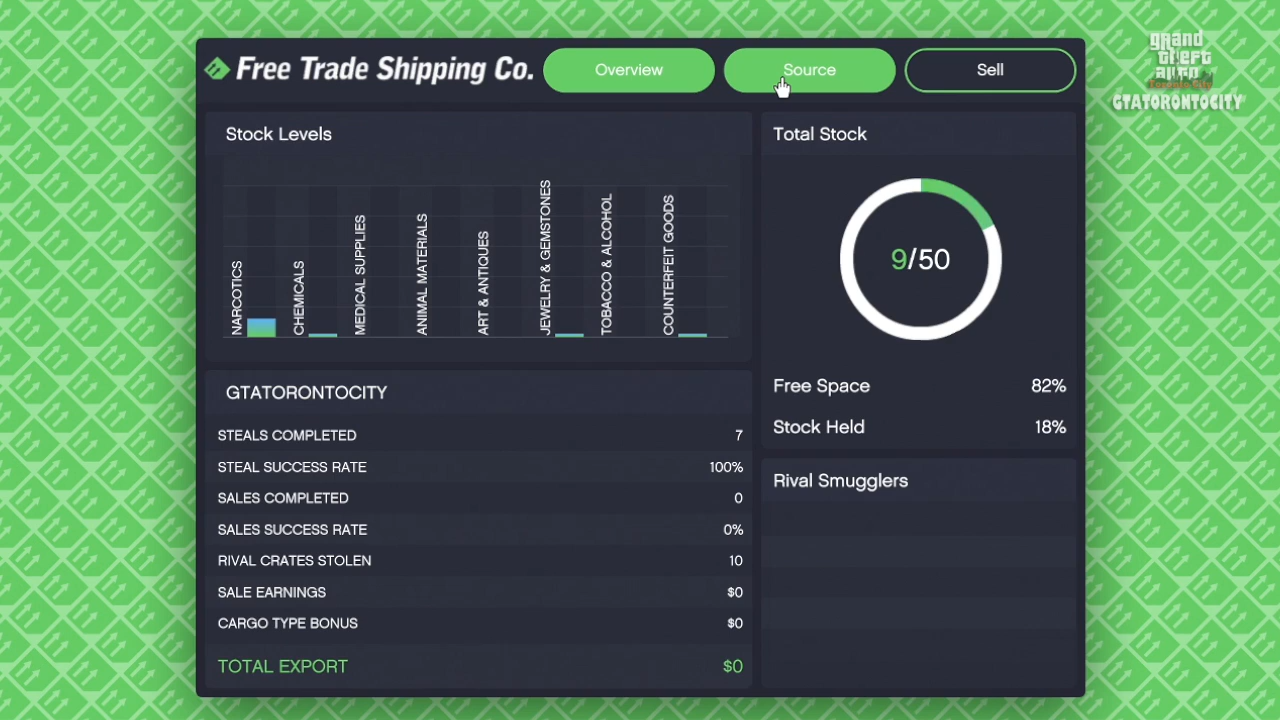 Free Trade Shipping Co.
Overview
Source
Sell
grand
theft
auto
Toronto City
GTATORONTOCITY
Stock Levels
NARCOTICS
CHEMICALS
MEDICAL SUPPLIES
ANIMAL MATERIALS
ART & ANTIQUES
JEWELRY & GEMSTONES
TOBACCO & ALCOHOL
COUNTERFEIT GOODS
Total Stock
9/50
Free Space 82%
Stock Held 18%
GTATORONTOCITY
STEALS COMPLETED 7
STEAL SUCCESS RATE 100%
SALES COMPLETED 0
SALES SUCCESS RATE 0%
RIVAL CRATES STOLEN 10
SALE EARNINGS $0
CARGO TYPE BONUS $0
TOTAL EXPORT $0
Rival Smugglers